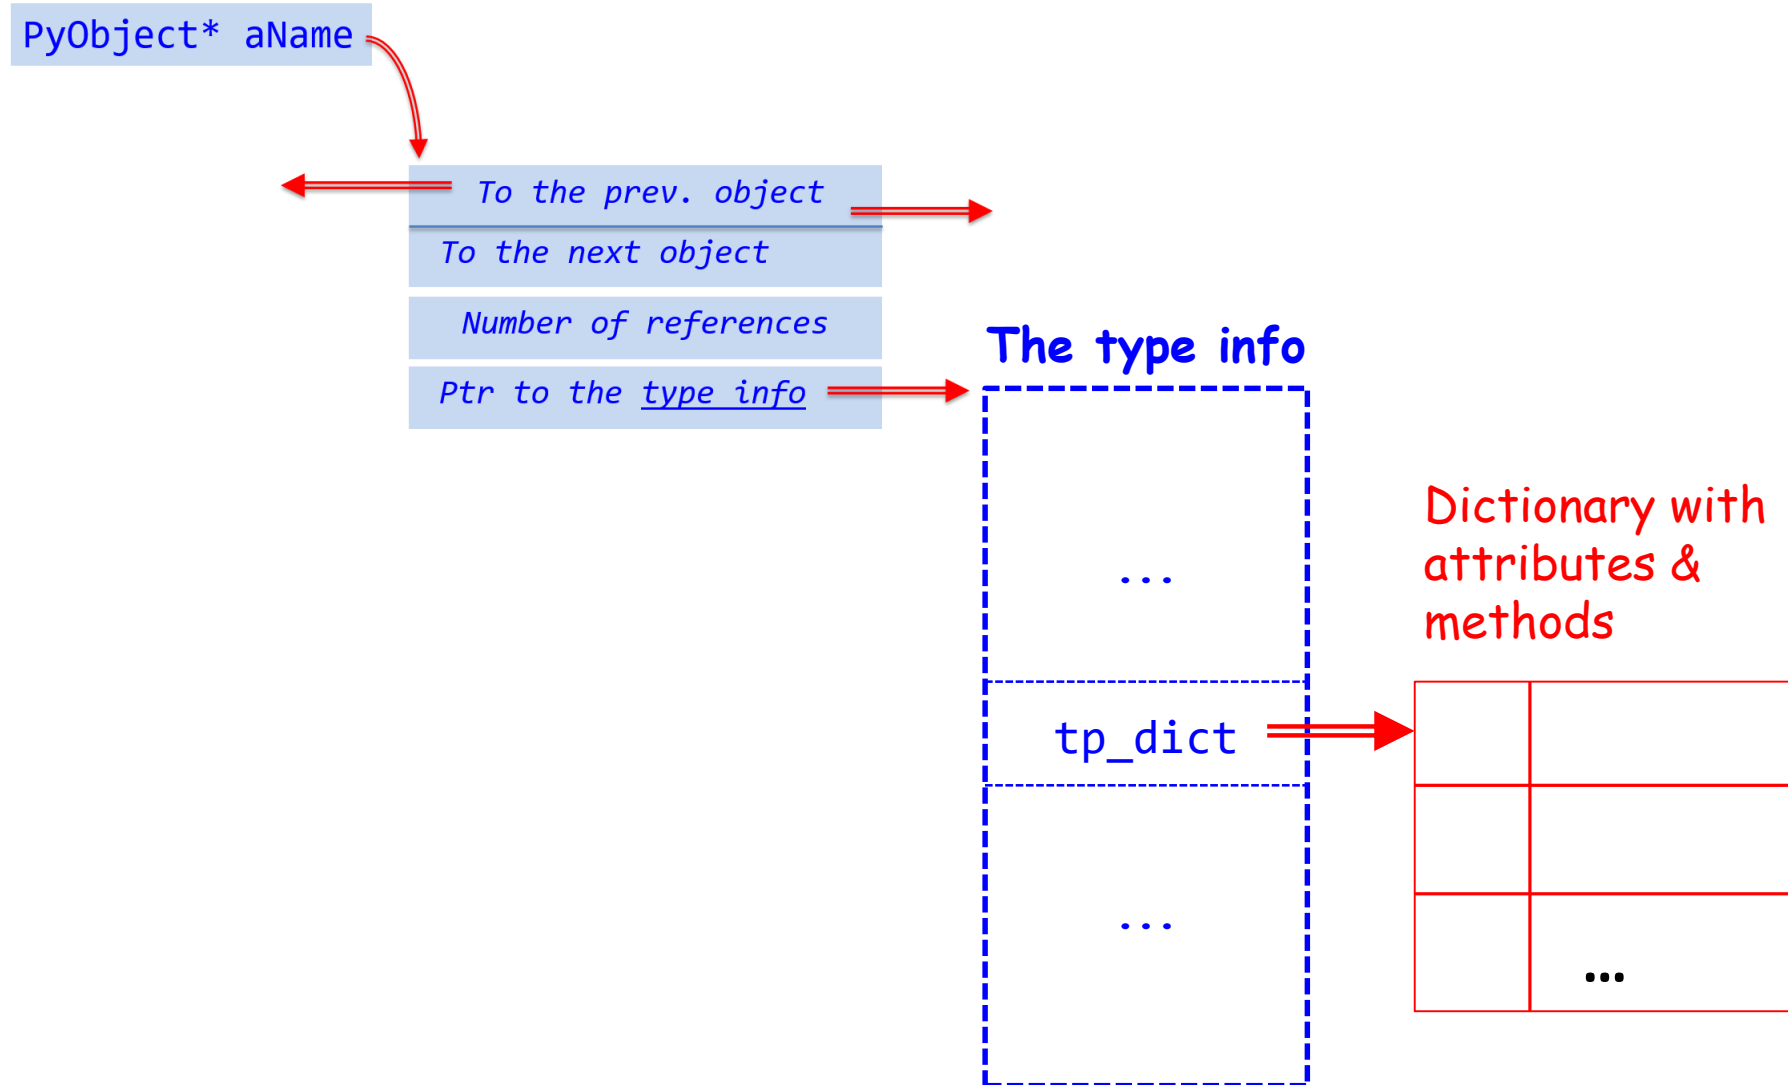 PyObject* aName
To the prev. object
To the next object
Number of references
Ptr to the type info
The type info
...
tp_dict
...
Dictionary with
attributes &
methods
...